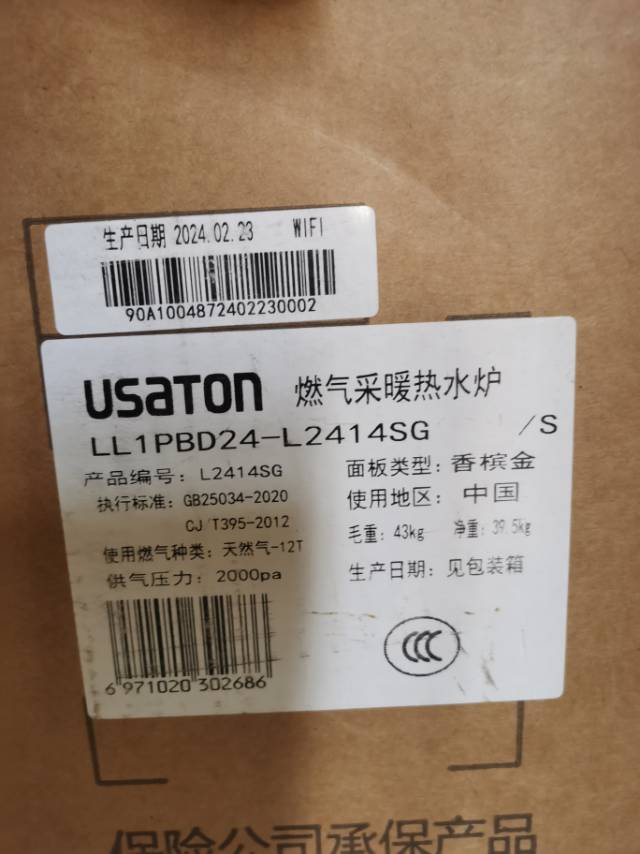 生产日期 2024.02.23 WIFI
90A1004872402230002
USATON 燃气采暖热水炉
LL1PBD24-L2414SG /S
产品编号: L2414SG 面板类型: 香槟金
执行标准: GB25034-2020 使用地区: 中国
CJ/T395-2012 毛重: 43kg 净重: 39.5kg
使用燃气种类: 天然气-12T 生产日期: 见包装箱
供气压力: 2000pa
CCC
6 971020 302686
保险公司承保产品